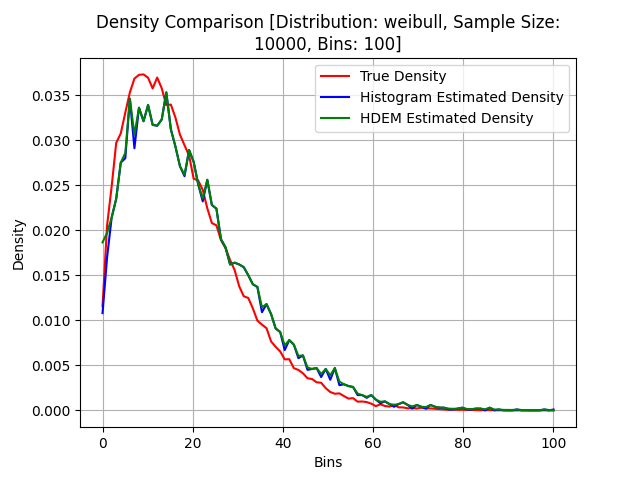 Density Comparison [Distribution: weibull, Sample Size:
10000, Bins: 100]
True Density
Histogram Estimated Density
HDEM Estimated Density
Density
0.035
0.030
0.025
0.020
0.015
0.010
0.005
0.000
0 20 40 60 80 100
Bins